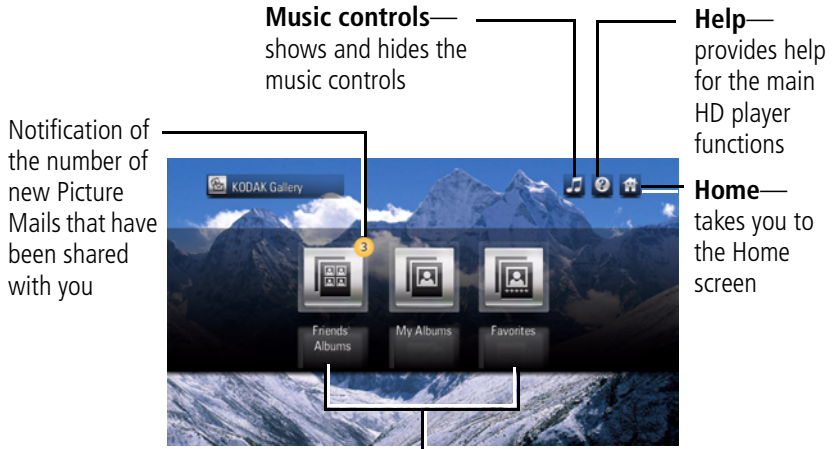 Music controls—
shows and hides the
music controls
Help—
provides help
for the main
HD player
functions
Notification of
the number of
new Picture
Mails that have
been shared
with you
KODAK Gallery
Home—
takes you to
the Home
screen
3
Friends'
Albums
My Albums
Favorites